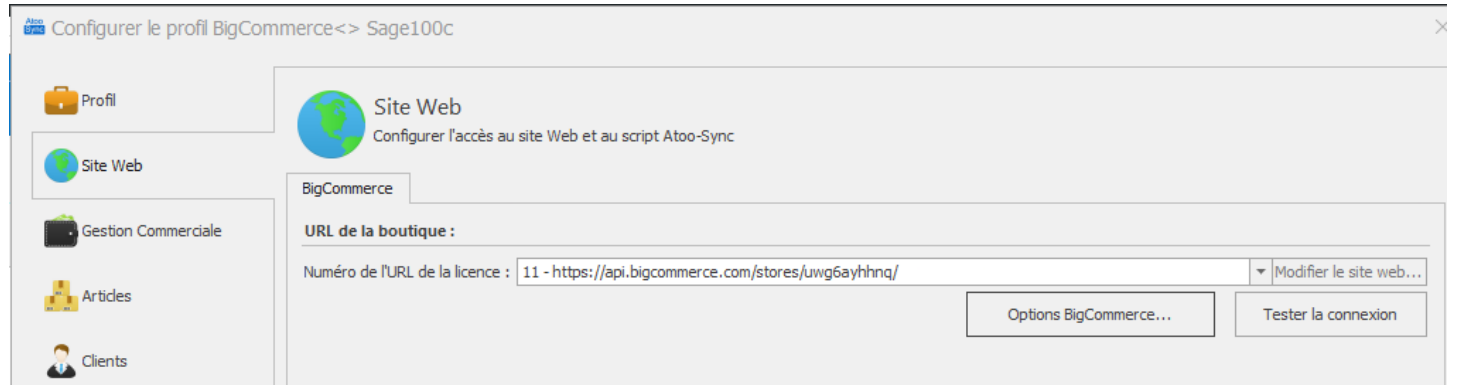 Atoo
Sync
Configurer le profil BigCommerce<> Sage100c
Profil
Site Web
Gestion Commerciale
Articles
Clients
Site Web
Configurer l'accès au site Web et au script Atoo-Sync
BigCommerce
URL de la boutique :
Numéro de l'URL de la licence : 11 - https://api.bigcommerce.com/stores/uwg6ayhhnq/ Modifier le site web...
Options BigCommerce... Tester la connexion